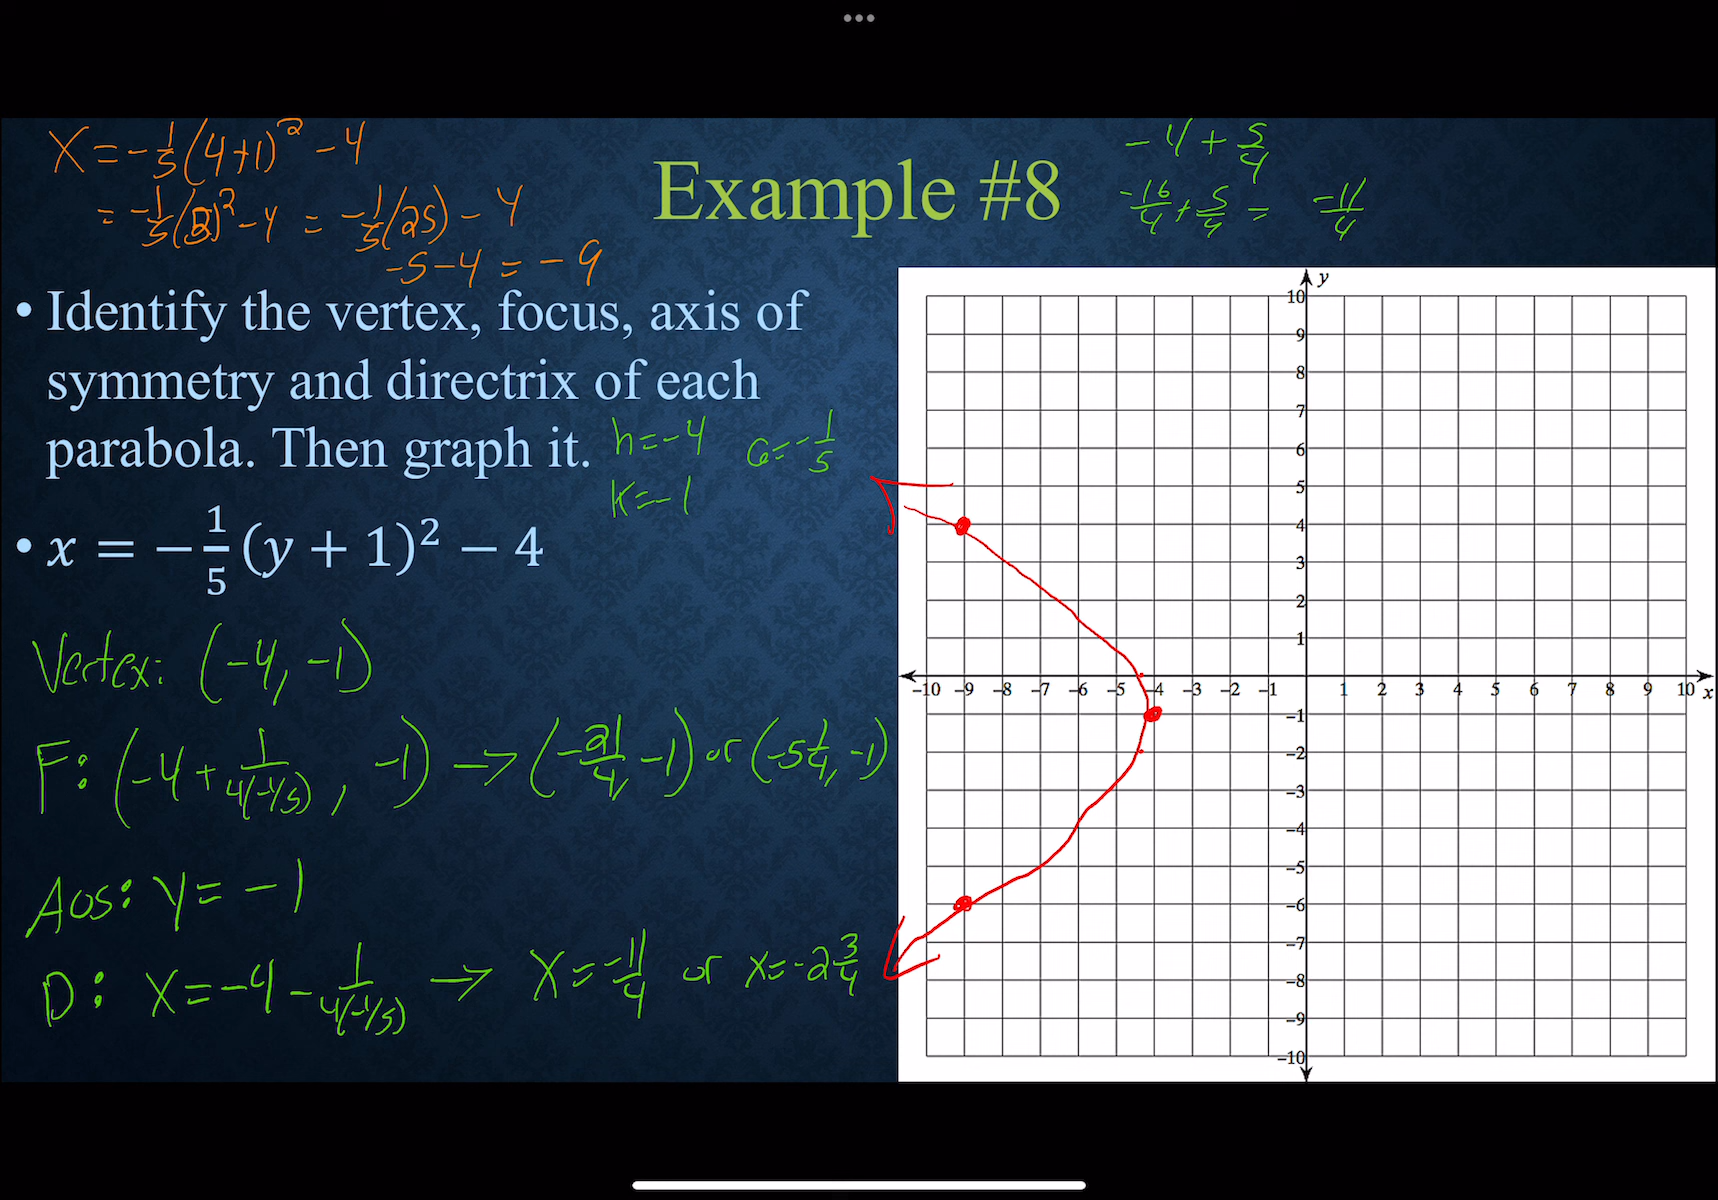 x = -1/5(4+1)² - 4
= -1/5(5)² - 4 = -1/5(25) - 4
-5 - 4 = -9
Example #8
-4 + 5/4
-16/4 + 5/4 = -11/4
• Identify the vertex, focus, axis of
symmetry and directrix of each
parabola. Then graph it.
h = -4 a = -1/5
k = -1
• x = −1/5(y + 1)² − 4
Vertex: (-4, -1)
F: (-4 + 1/4(-1/5), -1) → (-21/4, -1) or (-5 1/4, -1)
Aos: y = -1
D: x = -4 - 1/4(-1/5) → x = -11/4 or x = -2 3/4
y
10
9
8
7
6
5
4
3
2
1
-10 -9 -8 -7 -6 -5 -4 -3 -2 -1 1 2 3 4 5 6 7 8 9 10 x
-1
-2
-3
-4
-5
-6
-7
-8
-9
-10